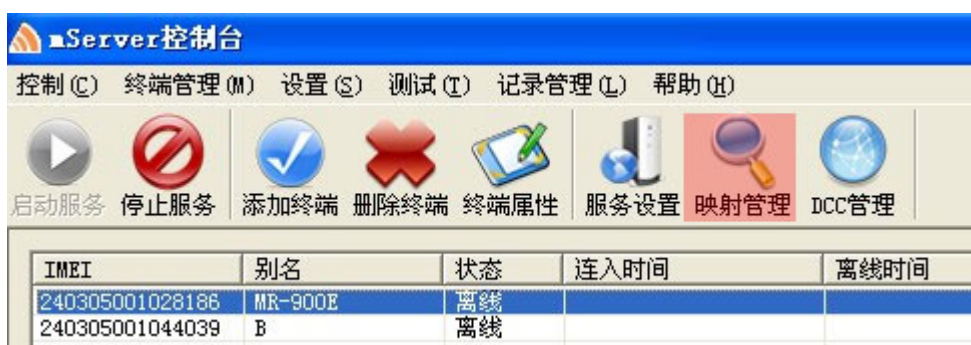 mServer控制台
控制(C) 终端管理(M) 设置(S) 测试(T) 记录管理(L) 帮助(H)
启动服务 停止服务 添加终端 删除终端 终端属性 服务设置 映射管理 DCC管理
IMEI 别名 状态 连入时间 离线时间
240305001028186 MR-900E 离线
240305001044039 B 离线